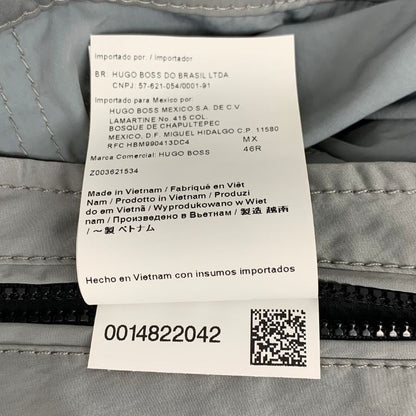 Importado por: / Importador
BR: HUGO BOSS DO BRASIL LTDA
CNPJ: 57-621-054/0001-91
Importado para Mexico por:
HUGO BOSS MEXICO S.A. DE C.V
LAMARTINE No. 415 COL.
BOSQUE DE CHAPULTEPEC
MEXICO, D.F. MIGUEL HIDALGO C.P. 11580
RFC HBM990413DC4 MX
Marca Comercial: HUGO BOSS 46R
Z003621534
Made in Vietnam / Fabriqué en Viêt
Nam / Prodotto in Vietnam / Produzi
do em Vietnã / Wyprodukowano w Wiet
nam / Произведено в Вьетнам / 製造 越南
/ ～製 ベトナム
Hecho en Vietnam con insumos importados
0014822042